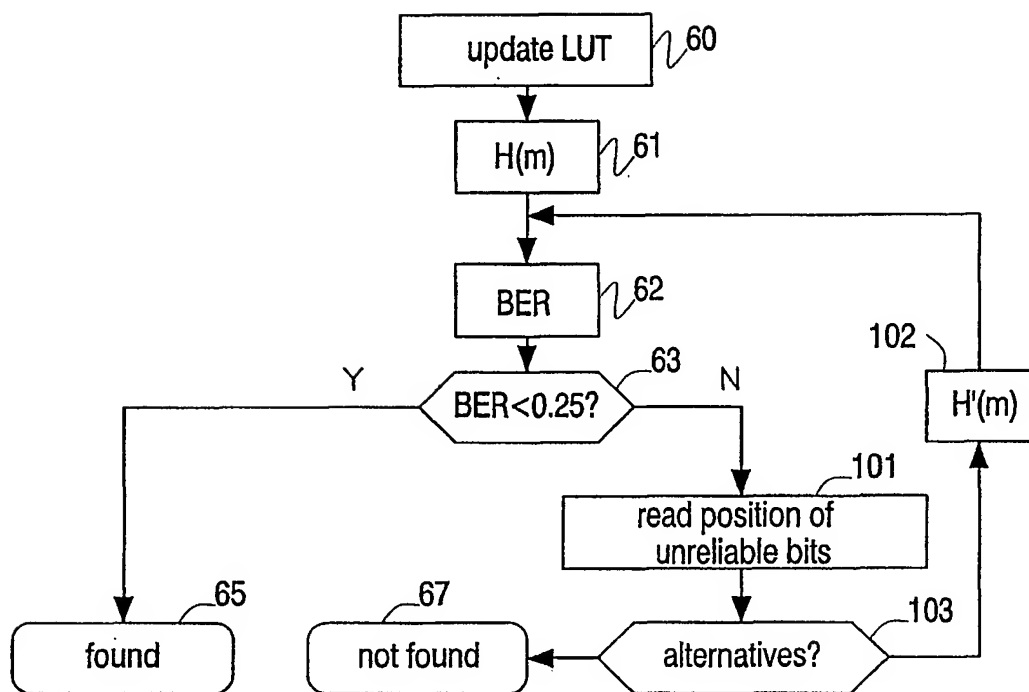 update LUT
60
H(m)
61
BER
62
63
Y
BER<0.25?
N
102
H'(m)
101
read position of
unreliable bits
65
found
67
not found
alternatives?
103